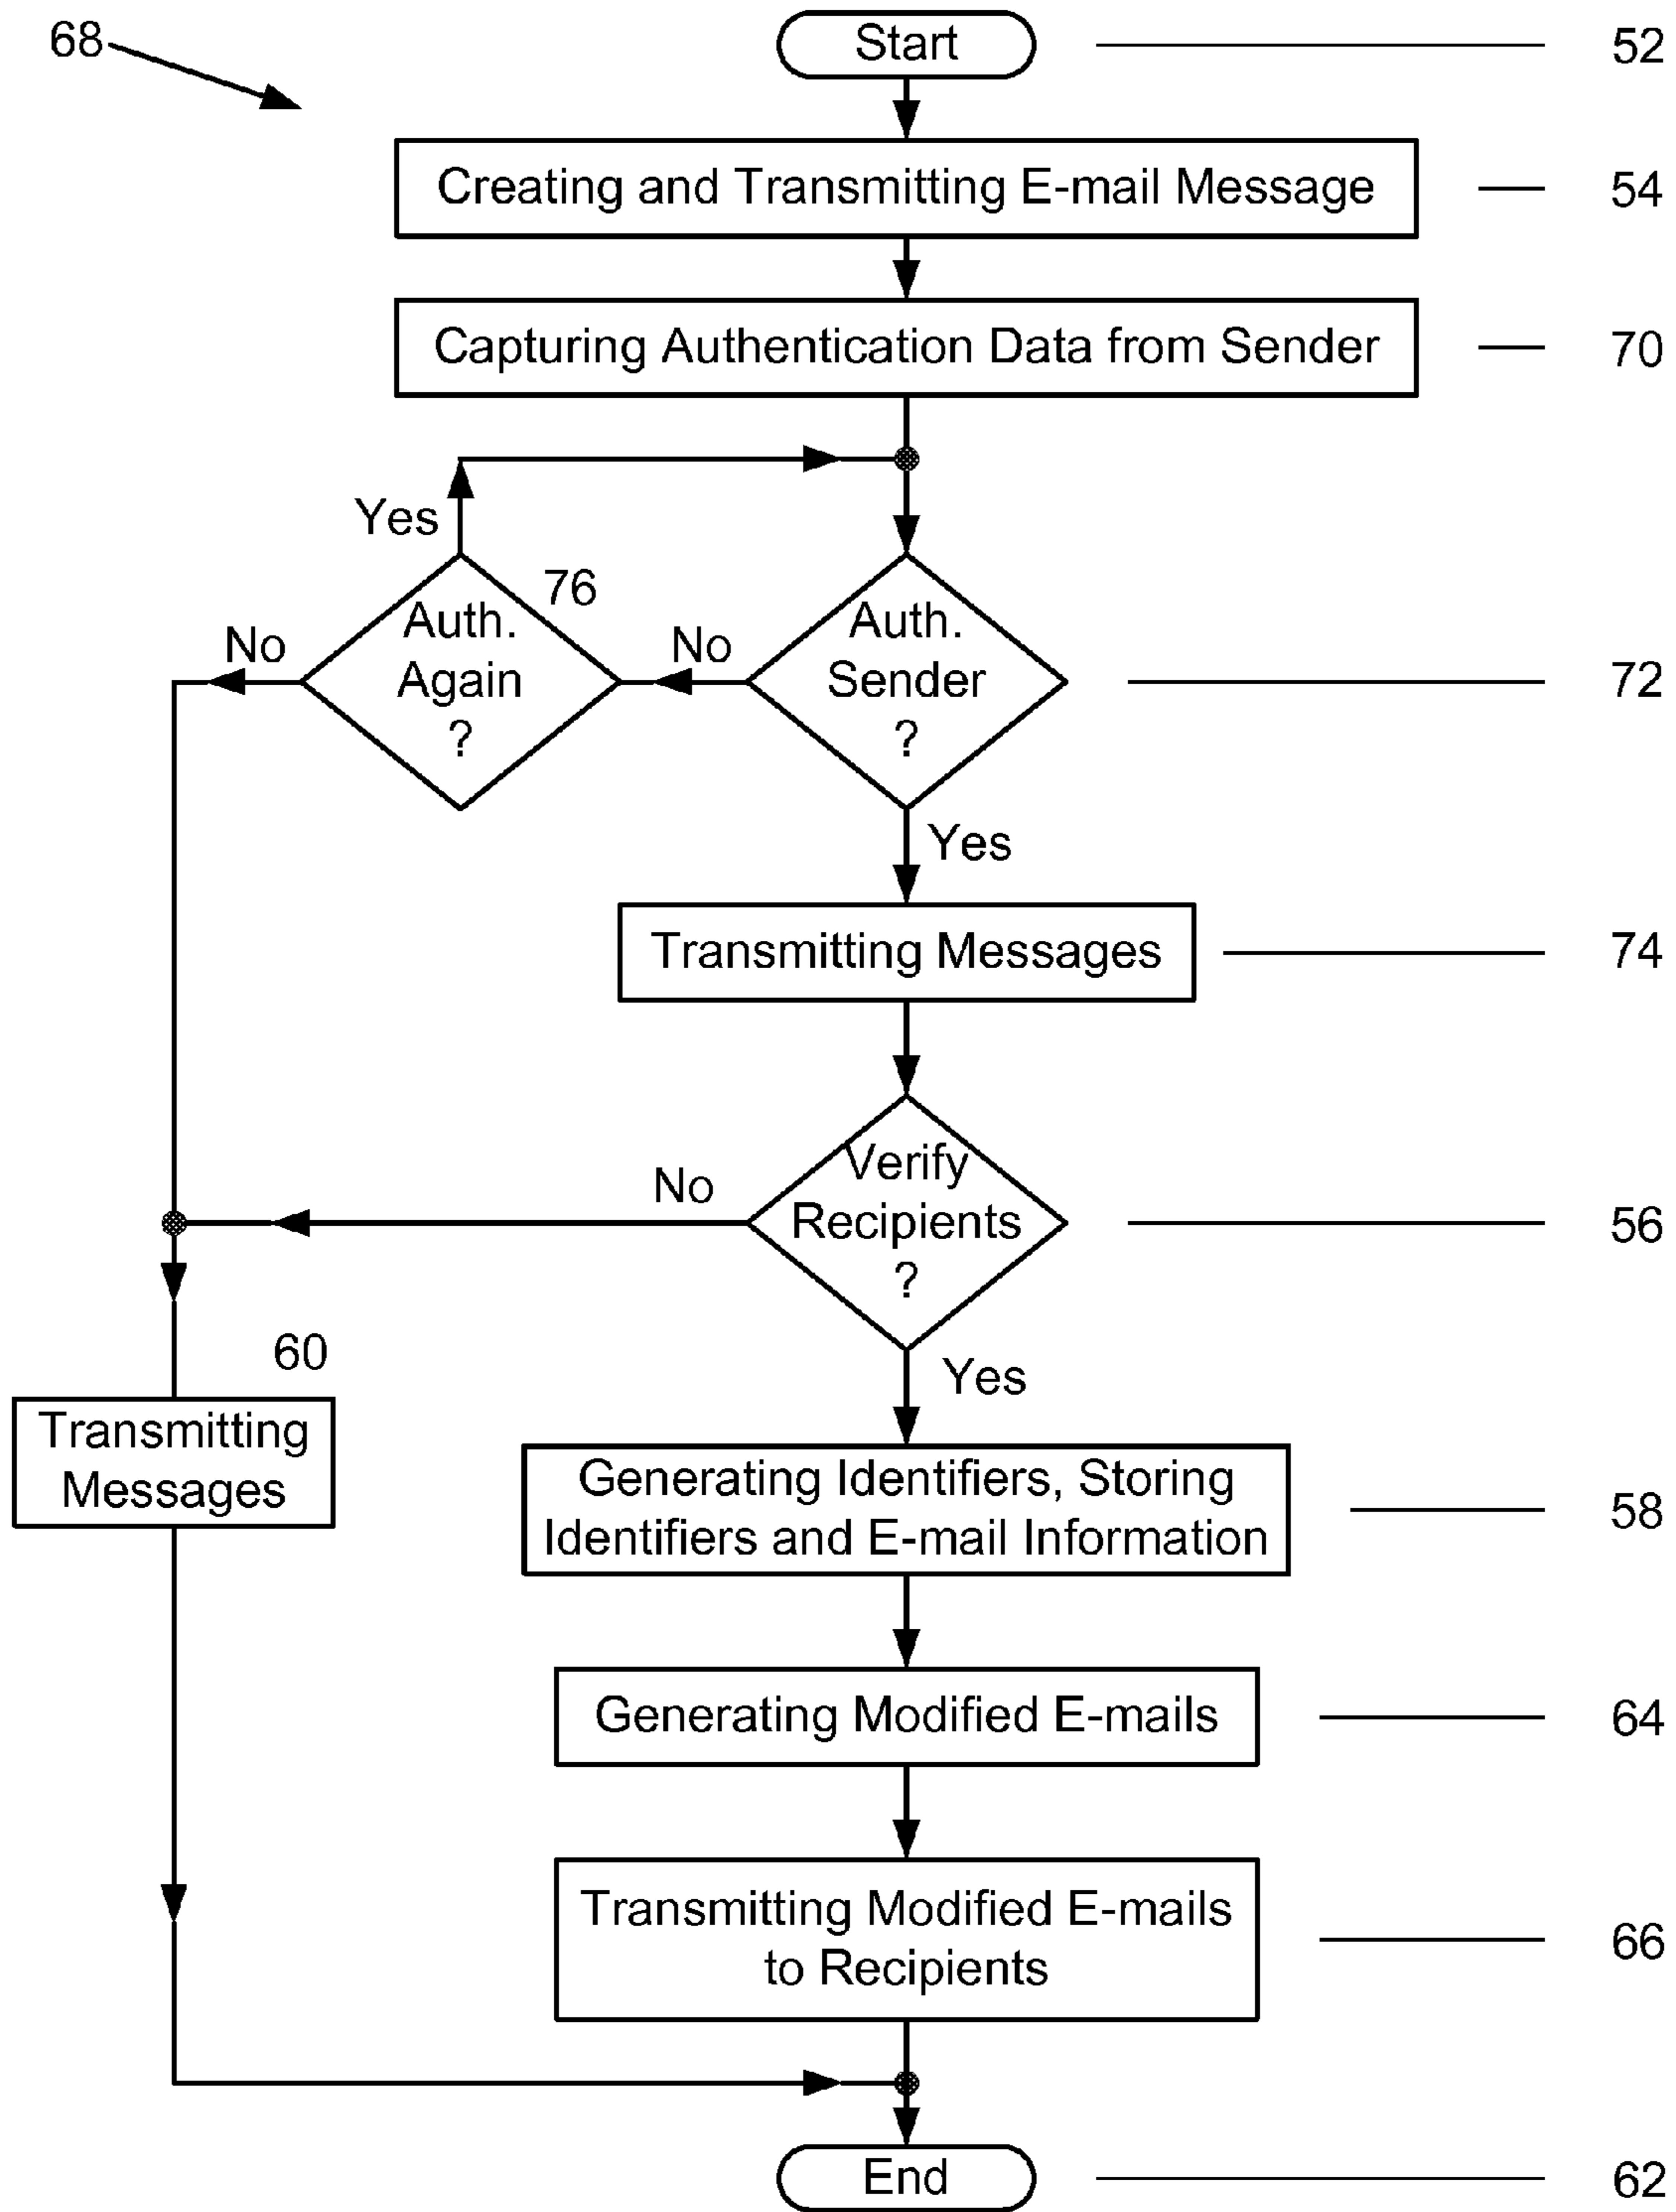 68
Start
52
Creating and Transmitting E-mail Message
54
Capturing Authentication Data from Sender
70
Yes
76
No
Auth.
Again
?
No
Auth.
Sender
?
72
Yes
Transmitting Messages
74
No
Verify
Recipients
?
56
Yes
60
Transmitting
Messages
Generating Identifiers, Storing
Identifiers and E-mail Information
58
Generating Modified E-mails
64
Transmitting Modified E-mails
to Recipients
66
End
62